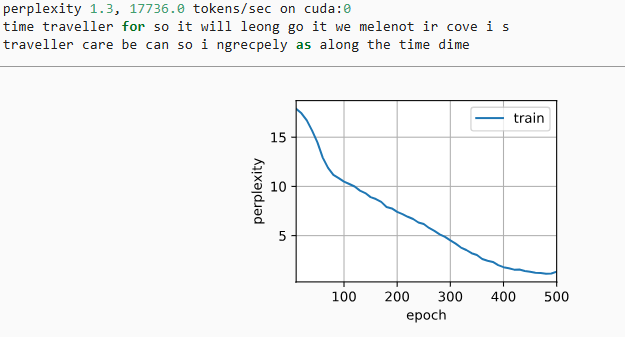 perplexity 1.3, 17736.0 tokens/sec on cuda:0
time traveller for so it will leong go it we melenot ir cove i s
traveller care be can so i ngrecpely as along the time dime
train
15
10
5
perplexity
100 200 300 400 500
epoch